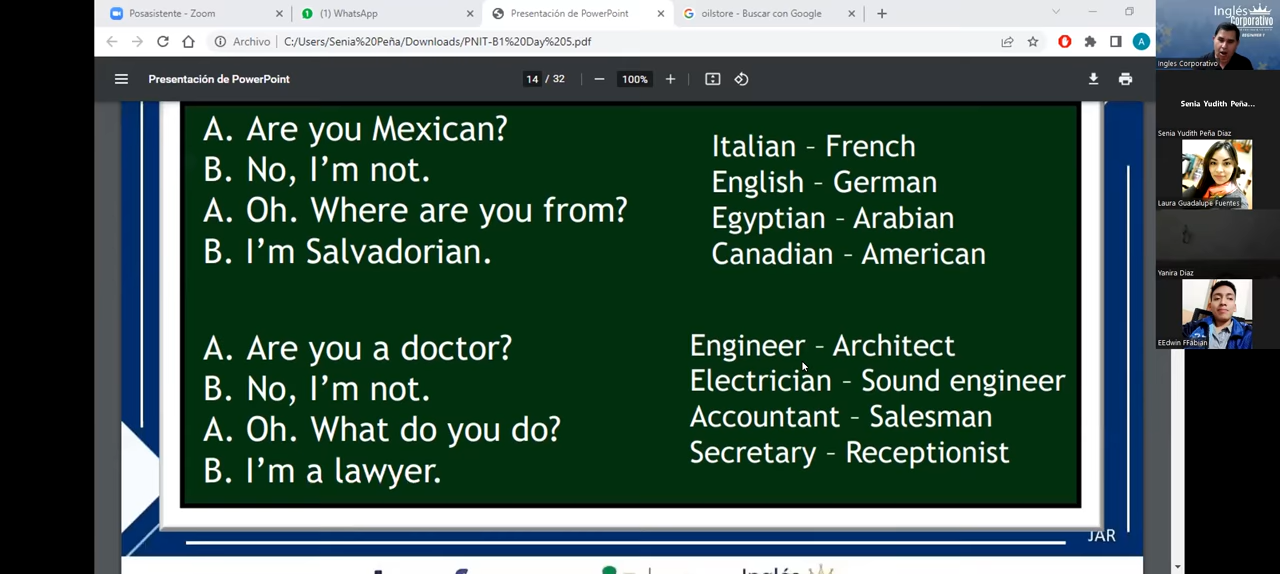 Posasistente - Zoom
(1) WhatsApp
Presentación de PowerPoint
oilstore - Buscar con Google
Archivo
C:/Users/Senia%20Peña/Downloads/PNIT-B1%20Day%205.pdf
A
Presentación de PowerPoint
14 / 32
100%
A. Are you Mexican?
B. No, I'm not.
A. Oh. Where are you from?
B. I'm Salvadorian.
Italian - French
English - German
Egyptian - Arabian
Canadian - American
A. Are you a doctor?
B. No, I'm not.
A. Oh. What do you do?
B. I'm a lawyer.
Engineer - Architect
Electrician - Sound engineer
Accountant - Salesman
Secretary - Receptionist
JAR
Inglés
Corporativo
BEGINNER 1
Ingles Corporativo
Senia Yudith Peña...
Senia Yudith Peña Diaz
Laura Guadalupe Fuentes
Yanira Diaz
EEdwin FFabian